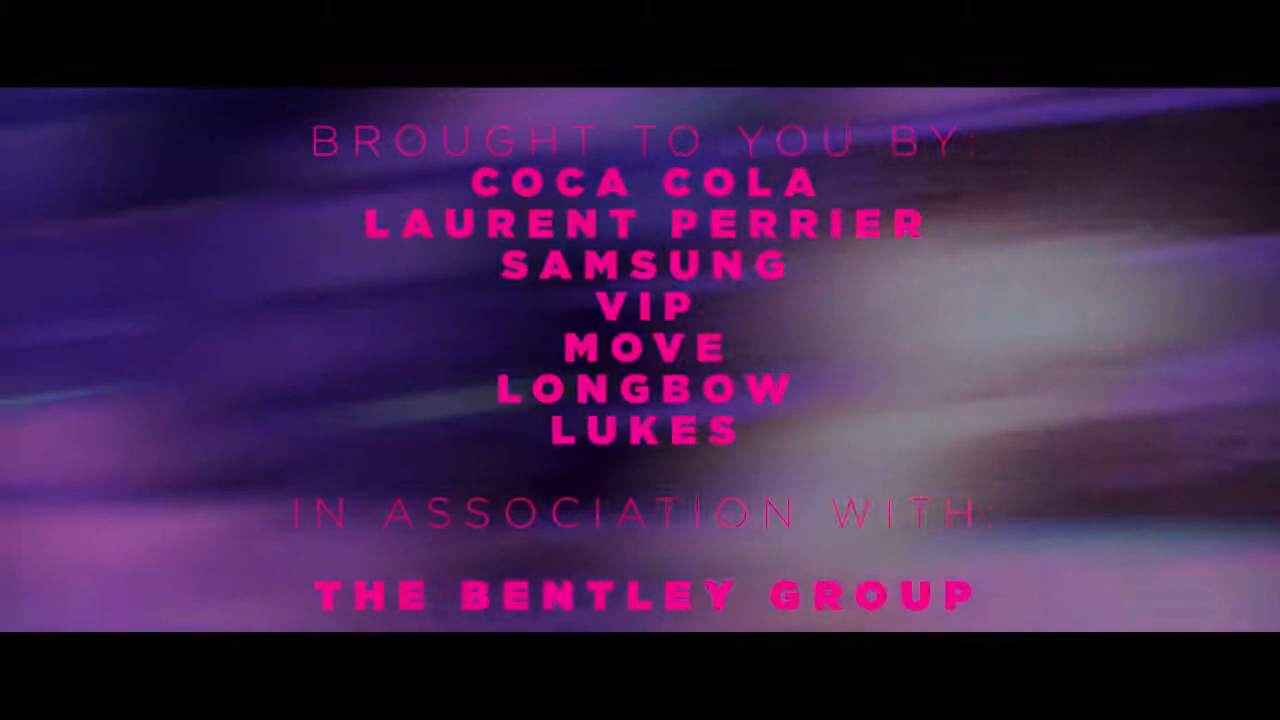 BROUGHT TO YOU BY:
COCA COLA
LAURENT PERRIER
SAMSUNG
VIP
MOVE
LONGBOW
LUKES
IN ASSOCIATION WITH:
THE BENTLEY GROUP